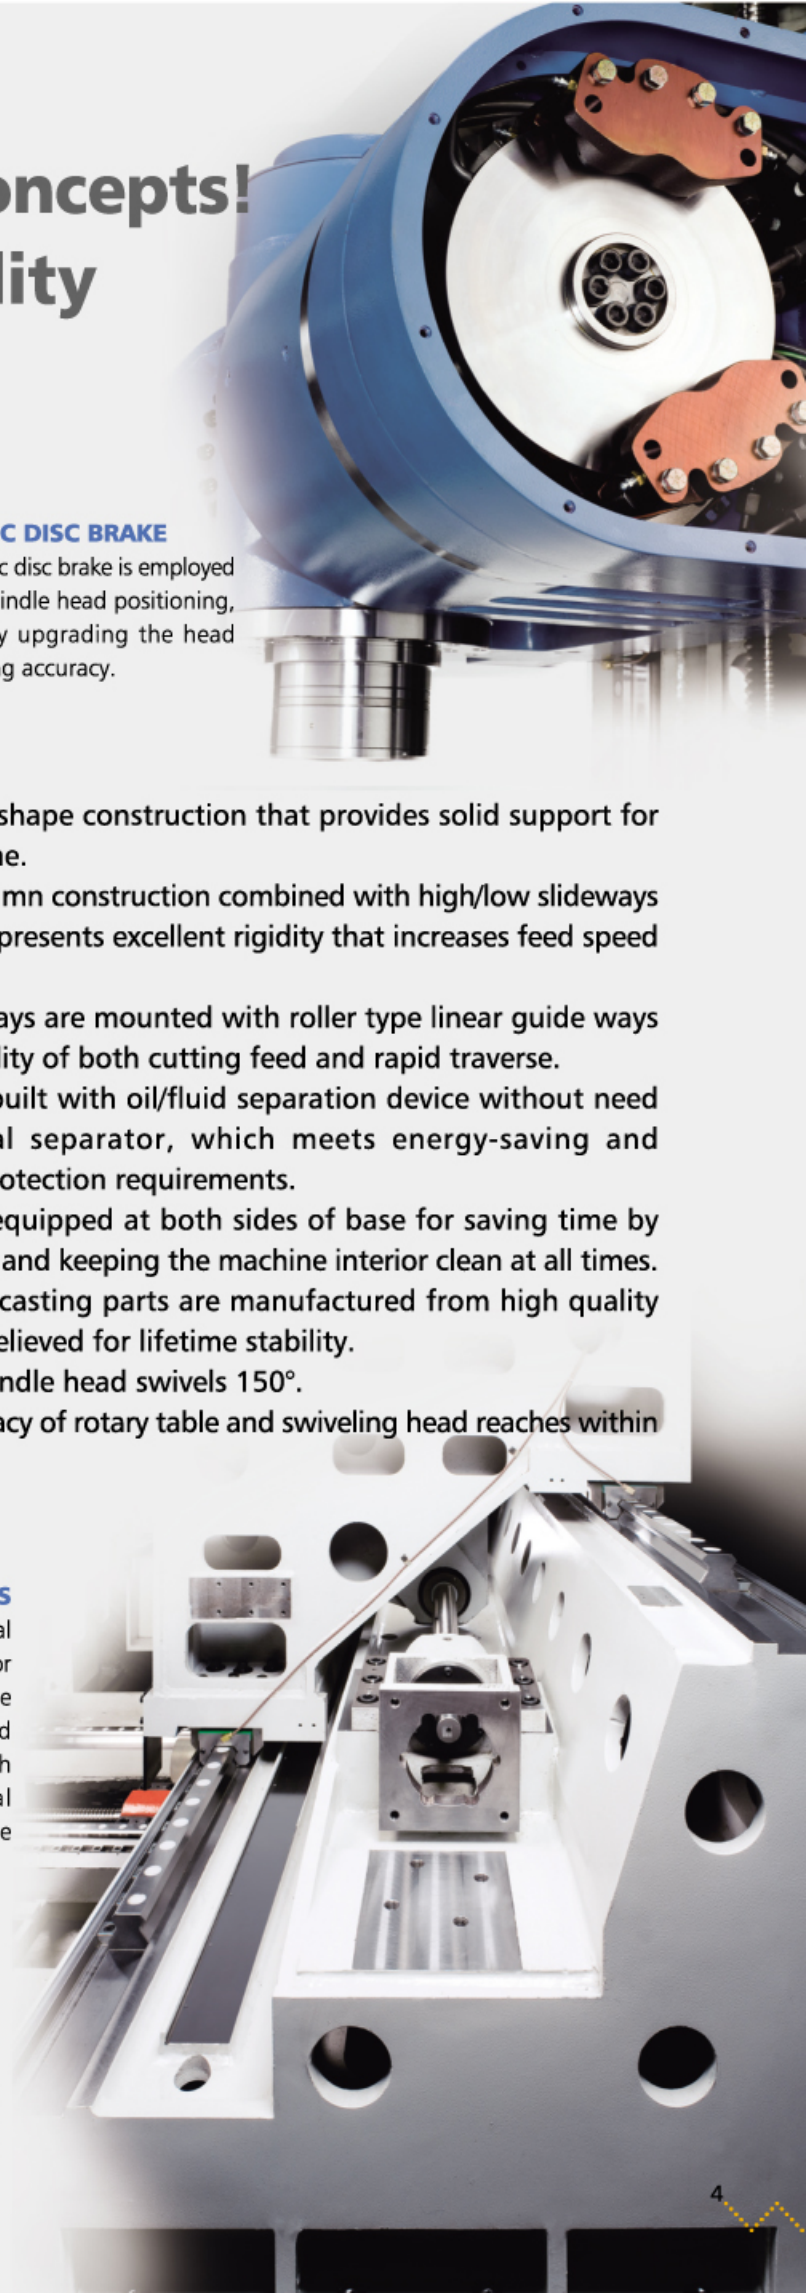 oncepts!
lity
C DISC BRAKE
c disc brake is employed
indle head positioning,
y upgrading the head
g accuracy.
shape construction that provides solid support for
ne.
mn construction combined with high/low slideways
presents excellent rigidity that increases feed speed
ays are mounted with roller type linear guide ways
lity of both cutting feed and rapid traverse.
built with oil/fluid separation device without need
al separator, which meets energy-saving and
otection requirements.
equipped at both sides of base for saving time by
and keeping the machine interior clean at all times.
casting parts are manufactured from high quality
elieved for lifetime stability.
ndle head swivels 150°.
acy of rotary table and swiveling head reaches within
S
al
or
e
d
h
al
e
4